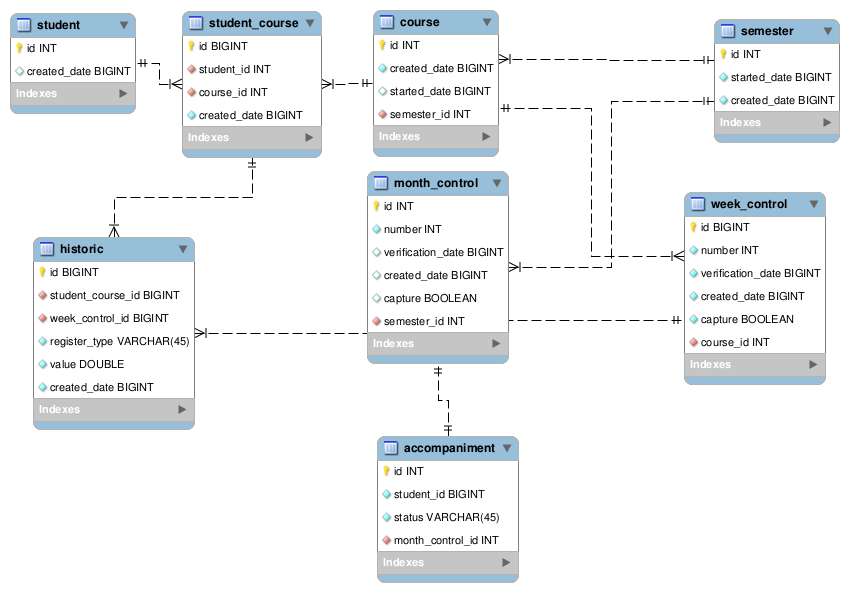 student
id INT
created_date BIGINT
Indexes
student_course
id BIGINT
student_id INT
course_id INT
created_date BIGINT
Indexes
course
id INT
created_date BIGINT
started_date BIGINT
semester_id INT
Indexes
semester
id INT
started_date BIGINT
created_date BIGINT
Indexes
month_control
id INT
number INT
verification_date BIGINT
created_date BIGINT
capture BOOLEAN
semester_id INT
Indexes
week_control
id BIGINT
number INT
verification_date BIGINT
created_date BIGINT
capture BOOLEAN
course_id INT
Indexes
historic
id BIGINT
student_course_id BIGINT
week_control_id BIGINT
register_type VARCHAR(45)
value DOUBLE
created_date BIGINT
Indexes
accompaniment
id INT
student_id BIGINT
status VARCHAR(45)
month_control_id INT
Indexes